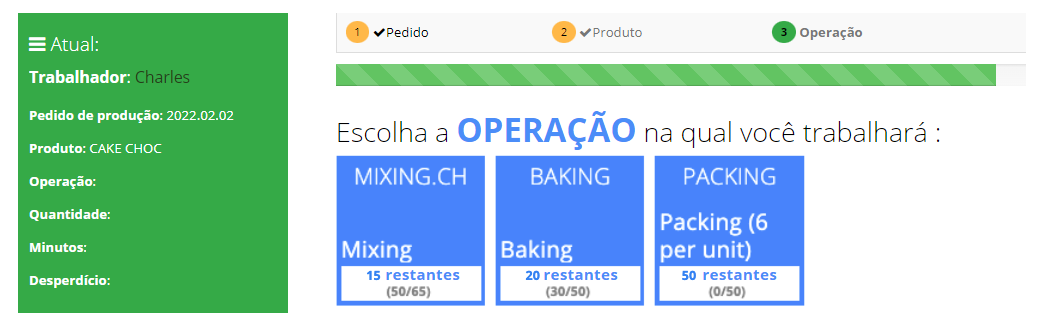 Atual:
Trabalhador: Charles
Pedido de produção: 2022.02.02
Produto: CAKE CHOC
Operação:
Quantidade:
Minutos:
Desperdício:
1 Pedido
2 Produto
3 Operação
Escolha a OPERAÇÃO na qual você trabalhará :
MIXING.CH
Mixing
15 restantes
(50/65)
BAKING
Baking
20 restantes
(30/50)
PACKING
Packing (6
per unit)
50 restantes
(0/50)